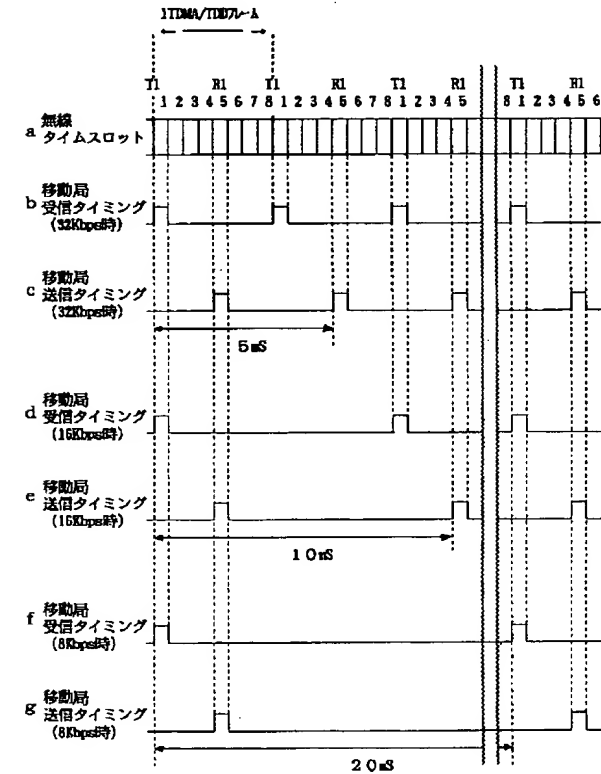 1TDMA/TDDフレーム
T1 R1 T1 R1 T1 R1 T1 R1
1 2 3 4 5 6 7 8 1 2 3 4 5 6 7 8 1 2 3 4 5 8 1 2 3 4 5 6
a 無線
タイムスロット
b 移動局
受信タイミング
(32Kbps時)
c 移動局
送信タイミング
(32Kbps時)
5mS
d 移動局
受信タイミング
(16Kbps時)
e 移動局
送信タイミング
(16Kbps時)
10mS
f 移動局
受信タイミング
(8Kbps時)
g 移動局
送信タイミング
(8Kbps時)
20mS